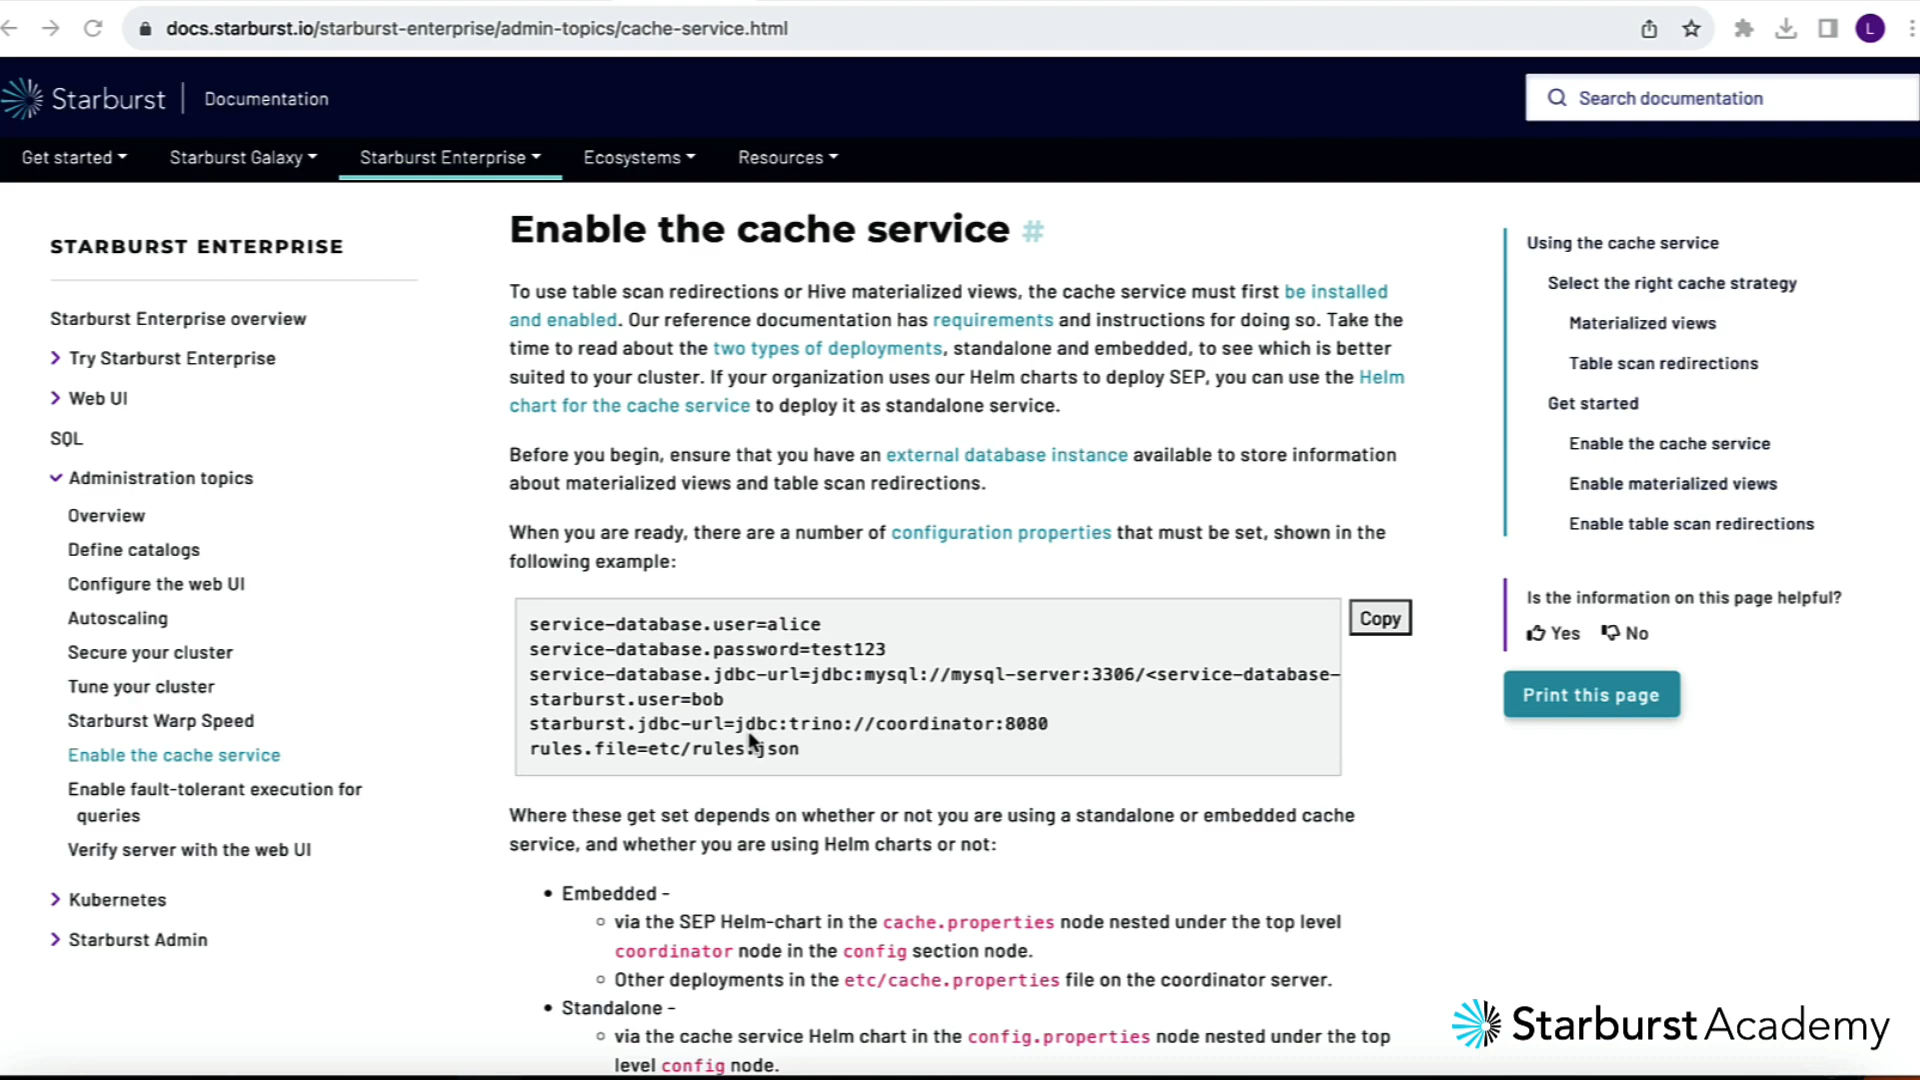 docs.starburst.io/starburst-enterprise/admin-topics/cache-service.html
L
Starburst | Documentation
Search documentation
Get started
Starburst Galaxy
Starburst Enterprise
Ecosystems
Resources
STARBURST ENTERPRISE
Starburst Enterprise overview
Try Starburst Enterprise
Web UI
SQL
Administration topics
Overview
Define catalogs
Configure the web UI
Autoscaling
Secure your cluster
Tune your cluster
Starburst Warp Speed
Enable the cache service
Enable fault-tolerant execution for
queries
Verify server with the web UI
Kubernetes
Starburst Admin
Enable the cache service #
To use table scan redirections or Hive materialized views, the cache service must first be installed
and enabled. Our reference documentation has requirements and instructions for doing so. Take the
time to read about the two types of deployments, standalone and embedded, to see which is better
suited to your cluster. If your organization uses our Helm charts to deploy SEP, you can use the Helm
chart for the cache service to deploy it as standalone service.
Before you begin, ensure that you have an external database instance available to store information
about materialized views and table scan redirections.
When you are ready, there are a number of configuration properties that must be set, shown in the
following example:
service-database.user=alice
service-database.password=test123
service-database.jdbc-url=jdbc:mysql://mysql-server:3306/<service-database-
starburst.user=bob
starburst.jdbc-url=jdbc:trino://coordinator:8080
rules.file=etc/rules.json
Copy
Where these get set depends on whether or not you are using a standalone or embedded cache
service, and whether you are using Helm charts or not:
• Embedded -
○ via the SEP Helm-chart in the cache.properties node nested under the top level
coordinator node in the config section node.
○ Other deployments in the etc/cache.properties file on the coordinator server.
• Standalone -
○ via the cache service Helm chart in the config.properties node nested under the top
level config node.
Using the cache service
Select the right cache strategy
Materialized views
Table scan redirections
Get started
Enable the cache service
Enable materialized views
Enable table scan redirections
Is the information on this page helpful?
Yes
No
Print this page
Starburst Academy